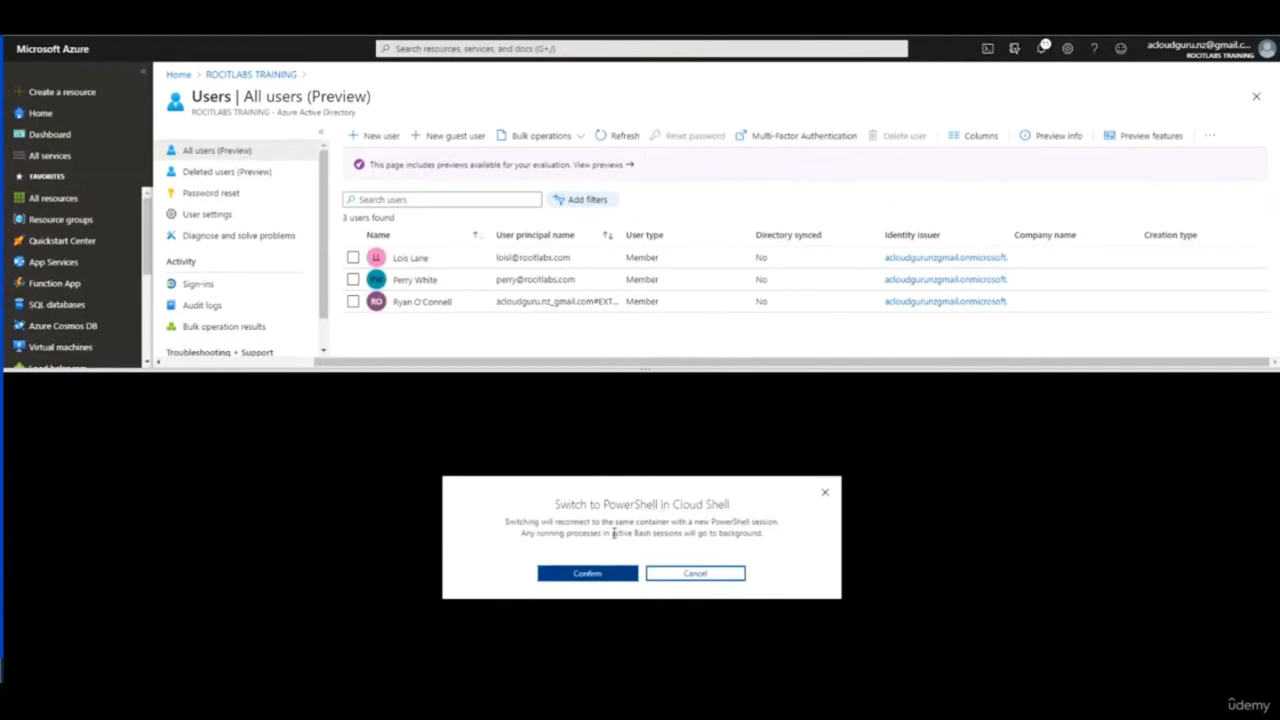 Microsoft Azure
Search resources, services, and docs (G+/)
acloudguru.nz@gmail.c...
ROCITLABS TRAINING
Create a resource
Home
Dashboard
All services
FAVORITES
All resources
Resource groups
Quickstart Center
App Services
Function App
SQL databases
Azure Cosmos DB
Virtual machines
Home > ROCITLABS TRAINING >
Users | All users (Preview)
ROCITLABS TRAINING - Azure Active Directory
All users (Preview)
Deleted users (Preview)
Password reset
User settings
Diagnose and solve problems
Activity
Sign-ins
Audit logs
Bulk operation results
Troubleshooting + Support
New user New guest user Bulk operations Refresh Reset password Multi-Factor Authentication Delete user Columns Preview info Preview features ...
This page includes previews available for your evaluation. View previews →
Search users Add filters
3 users found
Name User principal name User type Directory synced Identity issuer Company name Creation type
LL Lois Lane loisl@rocitlabs.com Member No acloudgurunzgmail.onmicrosoft.
PW Perry White perry@rocitlabs.com Member No acloudgurunzgmail.onmicrosoft.
RO Ryan O'Connell acloudguru.nz_gmail.com#EXT... Member No acloudgurunzgmail.onmicrosoft.
Switch to PowerShell in Cloud Shell
Switching will reconnect to the same container with a new PowerShell session.
Any running processes in active Bash sessions will go to background.
Confirm Cancel
ûdemy